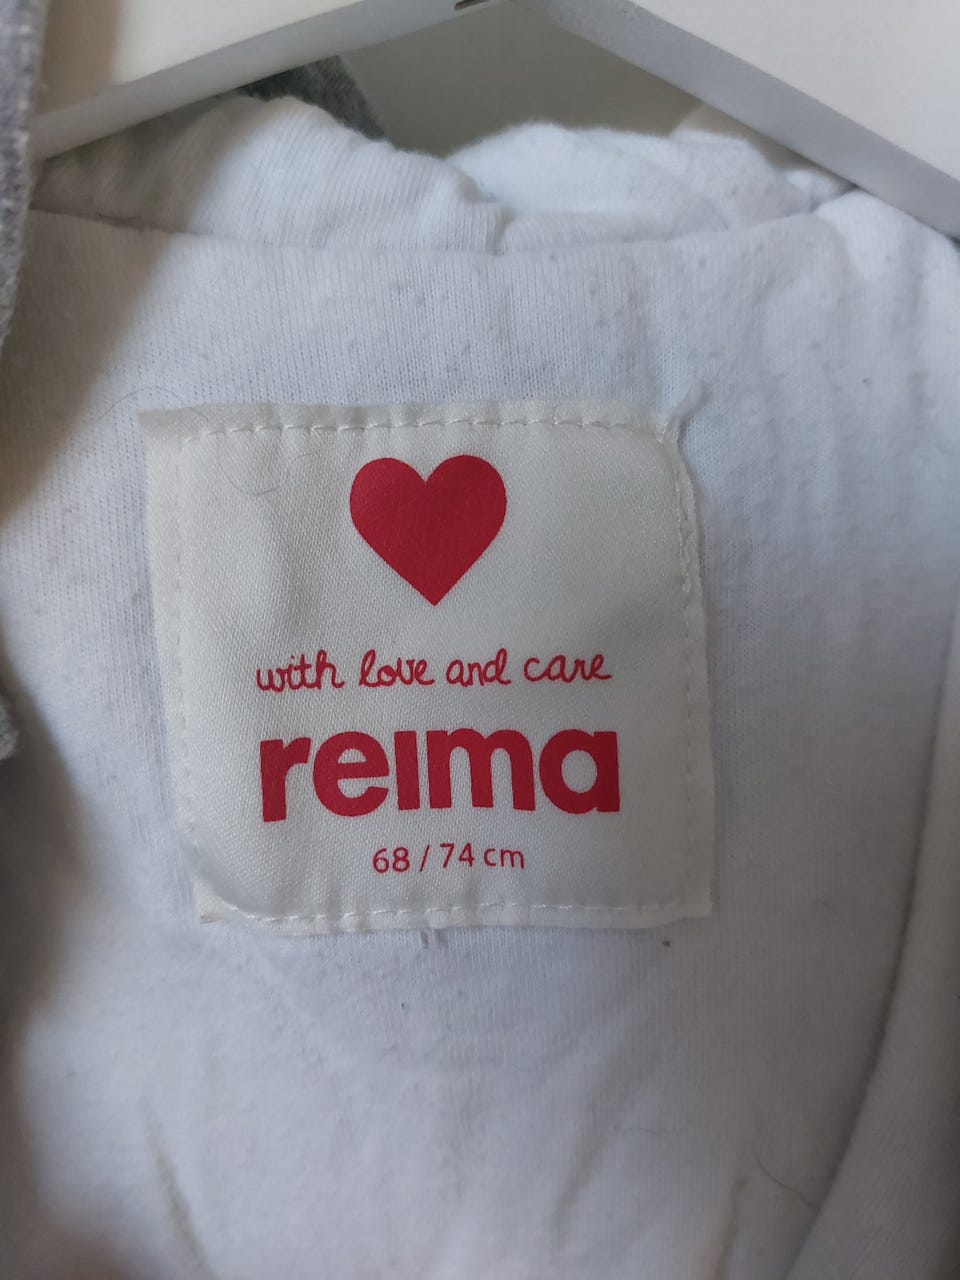 with love and care
reima
68 / 74 cm